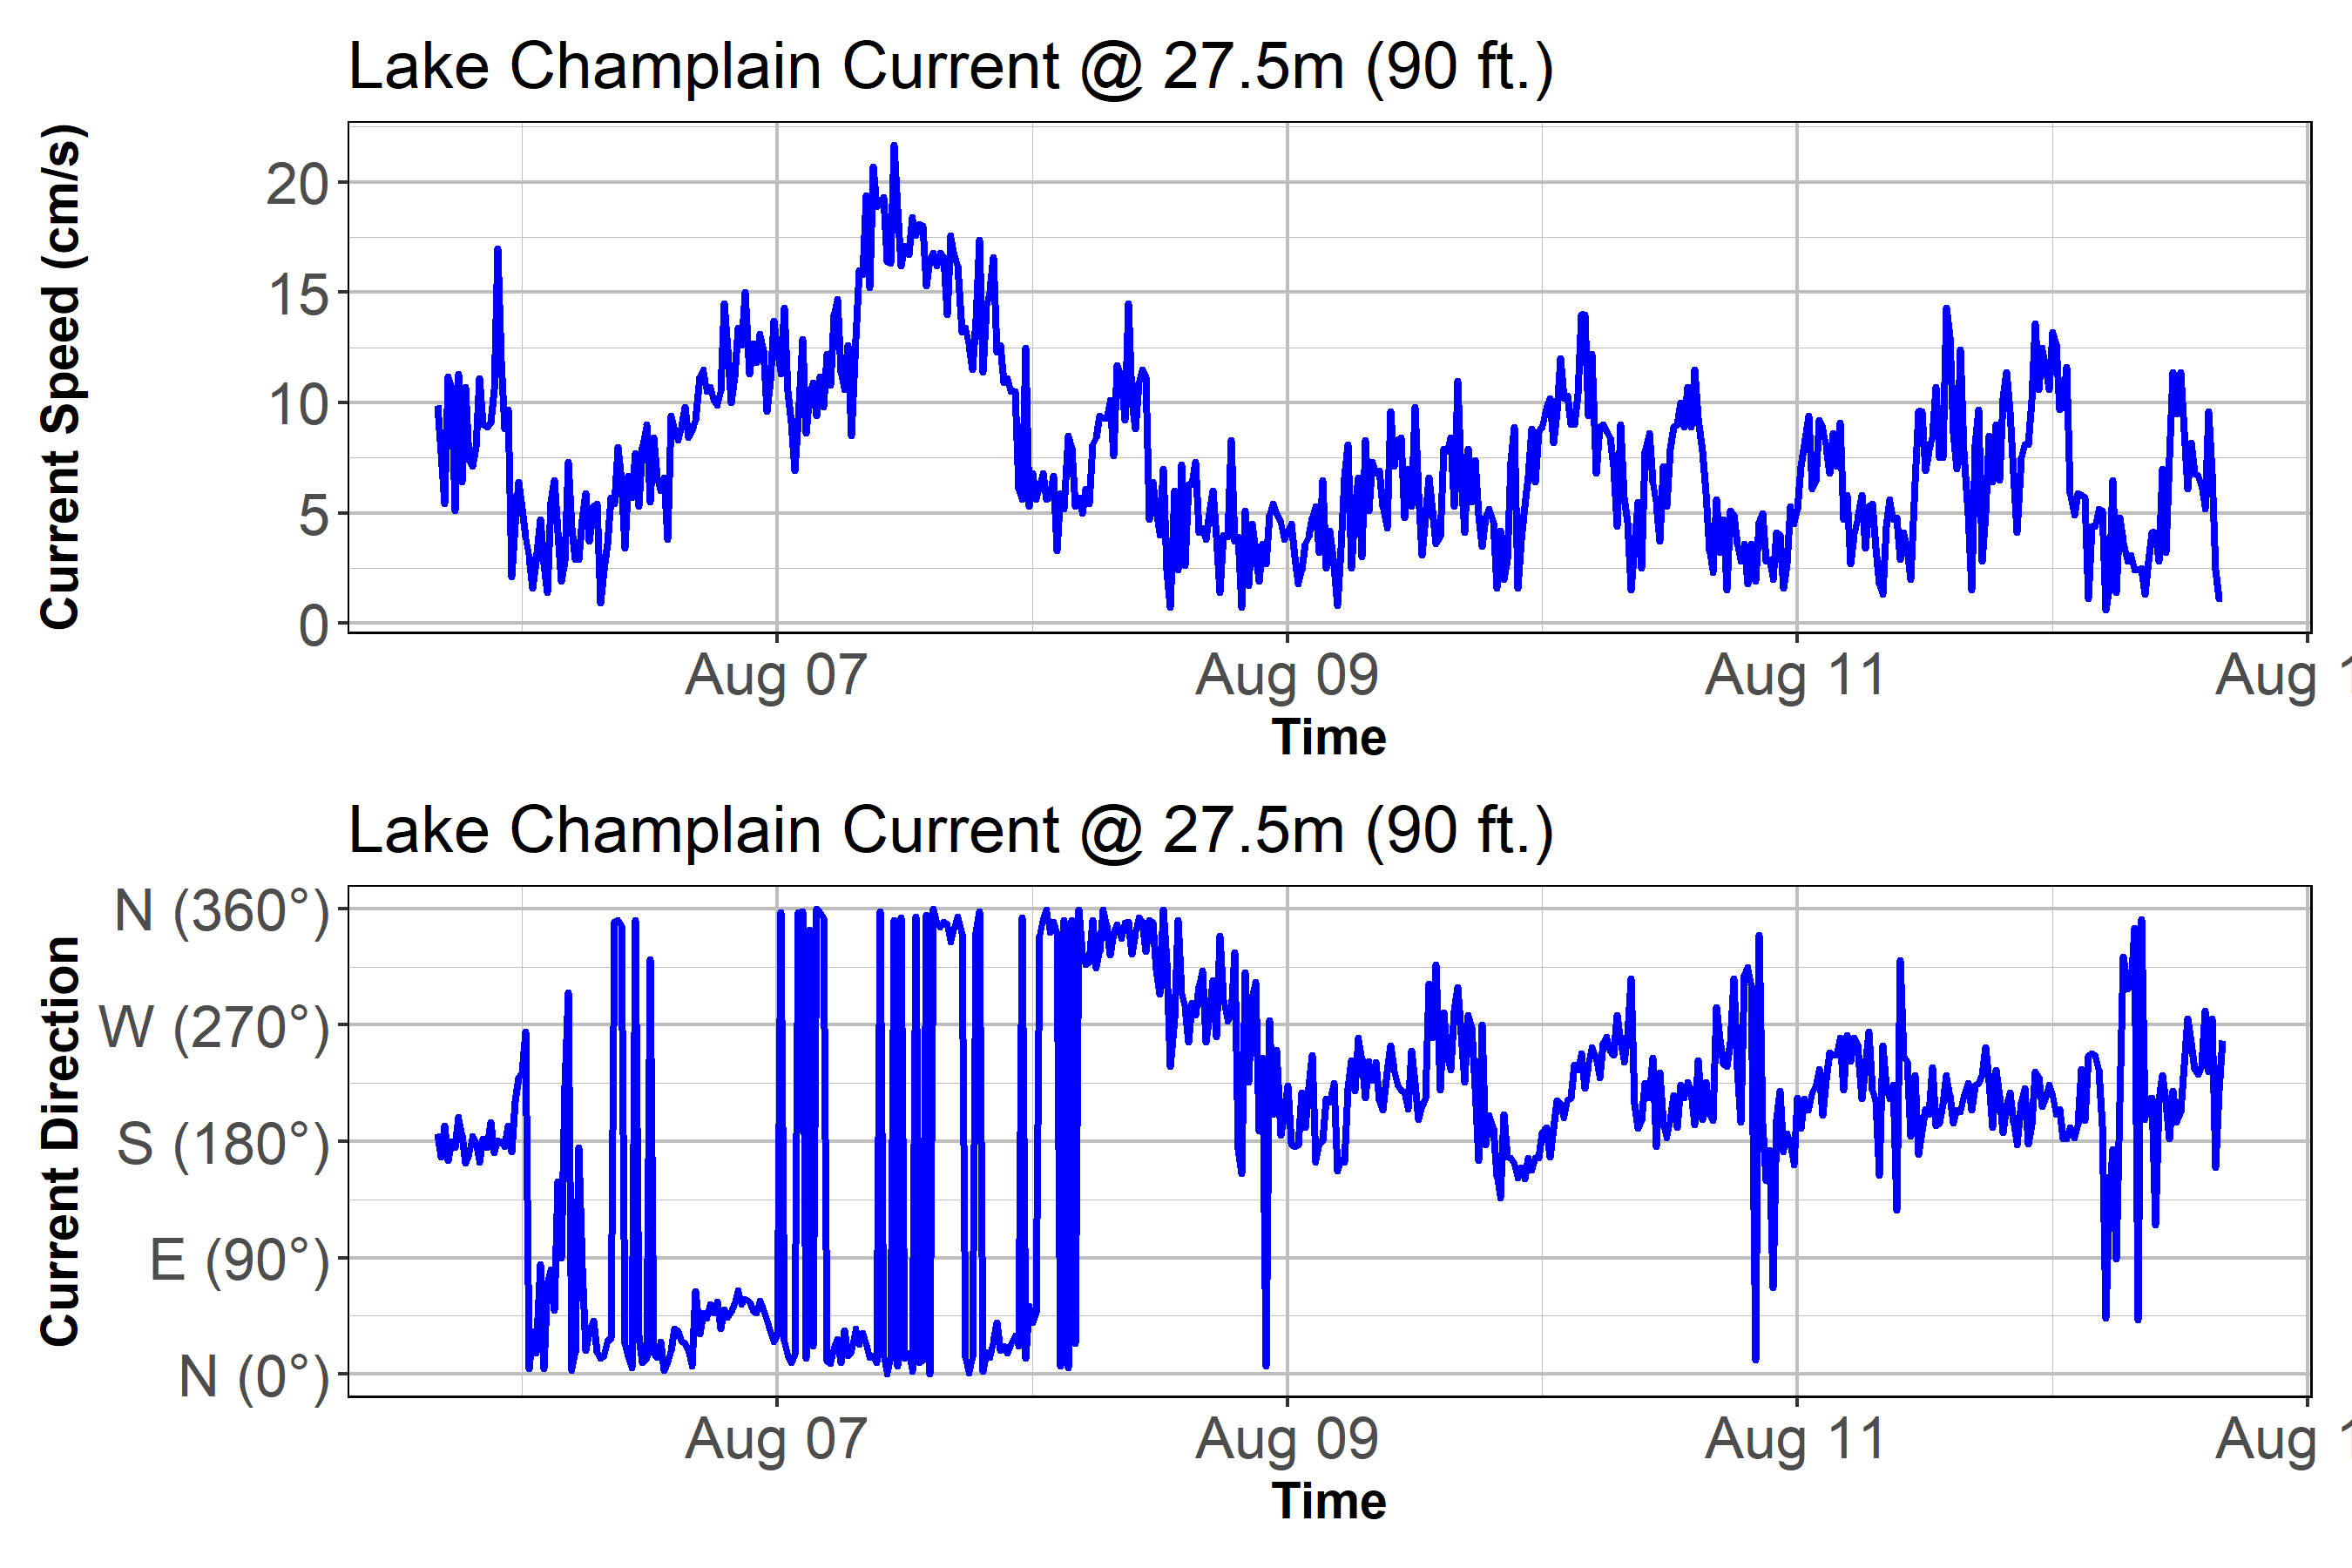 Lake Champlain Current @ 27.5m (90 ft.)
Current Speed (cm/s)
20
15
10
5
0
Aug 07
Aug 09
Aug 11
Aug 1
Time
Lake Champlain Current @ 27.5m (90 ft.)
Current Direction
N (360°)
W (270°)
S (180°)
E (90°)
N (0°)
Aug 07
Aug 09
Aug 11
Aug 1
Time